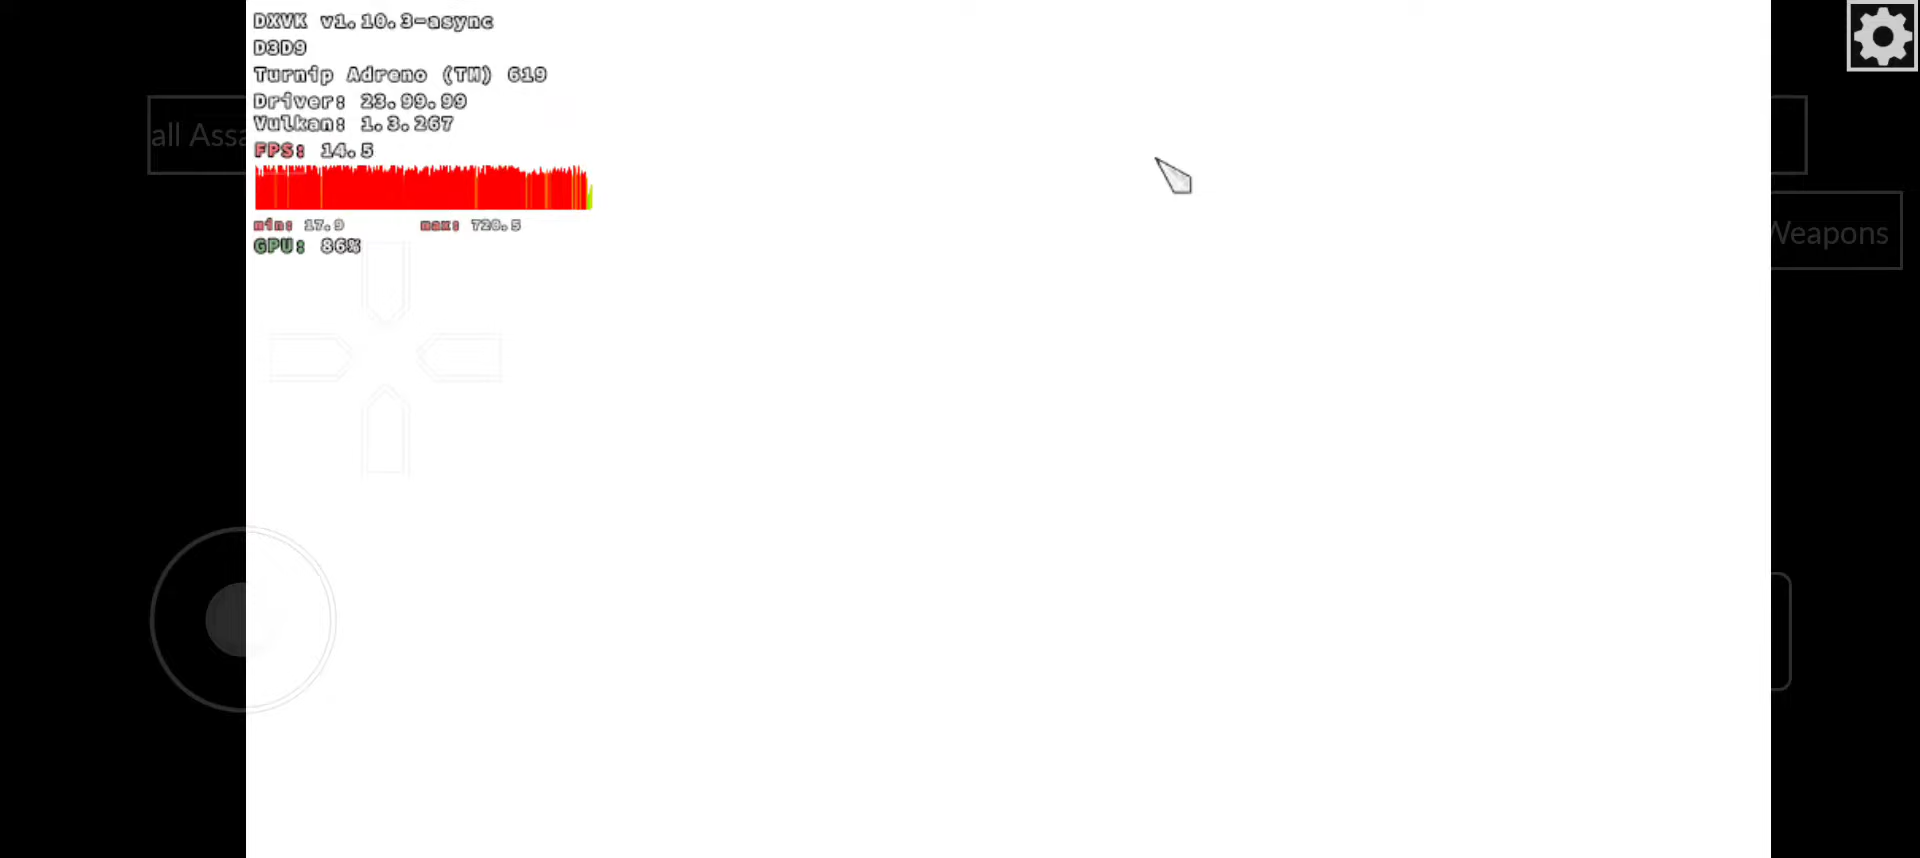 DXVK v1.10.3-async
D3D9
Turnip Adreno (TM) 619
Driver: 23.99.99
Vulkan: 1.3.267
all Assa
FPS: 14.5
min: 17.9 max: 720.5
Weapons
GPU: 86%